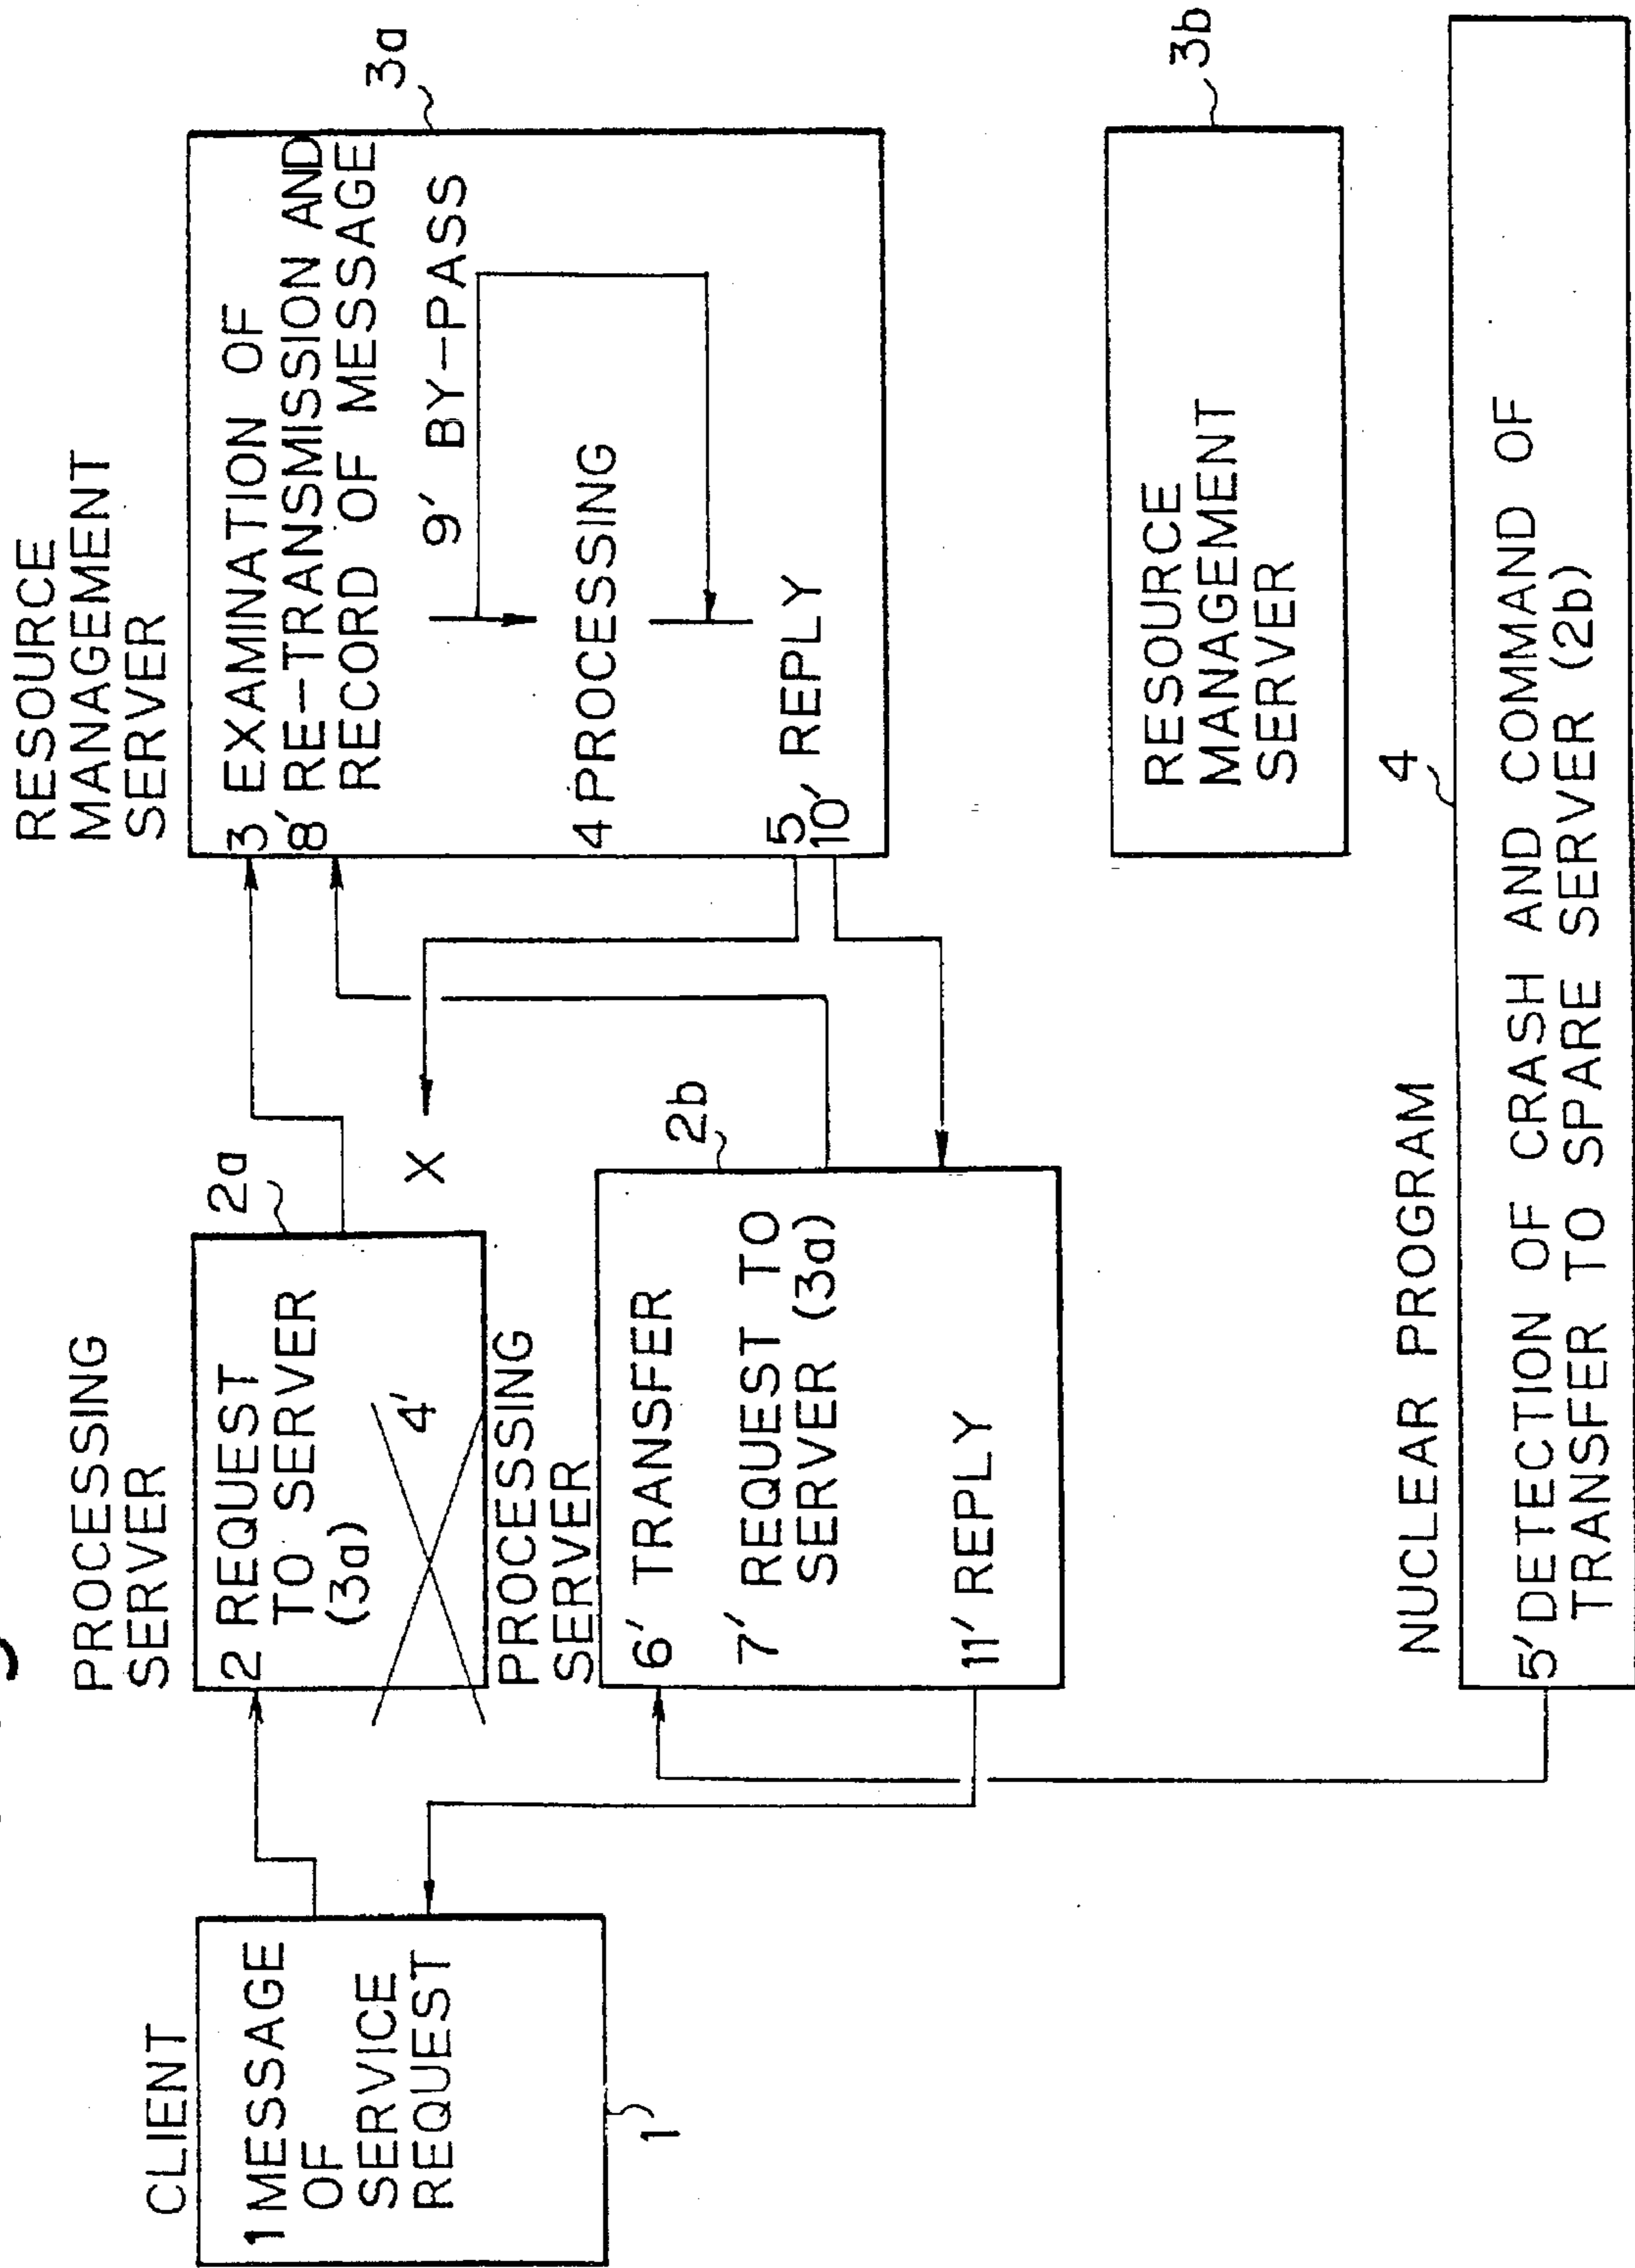 CLIENT
1 MESSAGE
OF
SERVICE
REQUEST
1
PROCESSING
SERVER
2a
2 REQUEST
TO SERVER
(3a)
4'
X
PROCESSING
SERVER
2b
6' TRANSFER
7' REQUEST TO
SERVER (3a)
11' REPLY
RESOURCE
MANAGEMENT
SERVER
3a
3 EXAMINATION OF
8' RE-TRANSMISSION AND
RECORD OF MESSAGE
9' BY-PASS
4 PROCESSING
5
10' REPLY
RESOURCE
MANAGEMENT
SERVER
3b
NUCLEAR PROGRAM
4
5' DETECTION OF CRASH AND COMMAND OF
TRANSFER TO SPARE SERVER (2b)